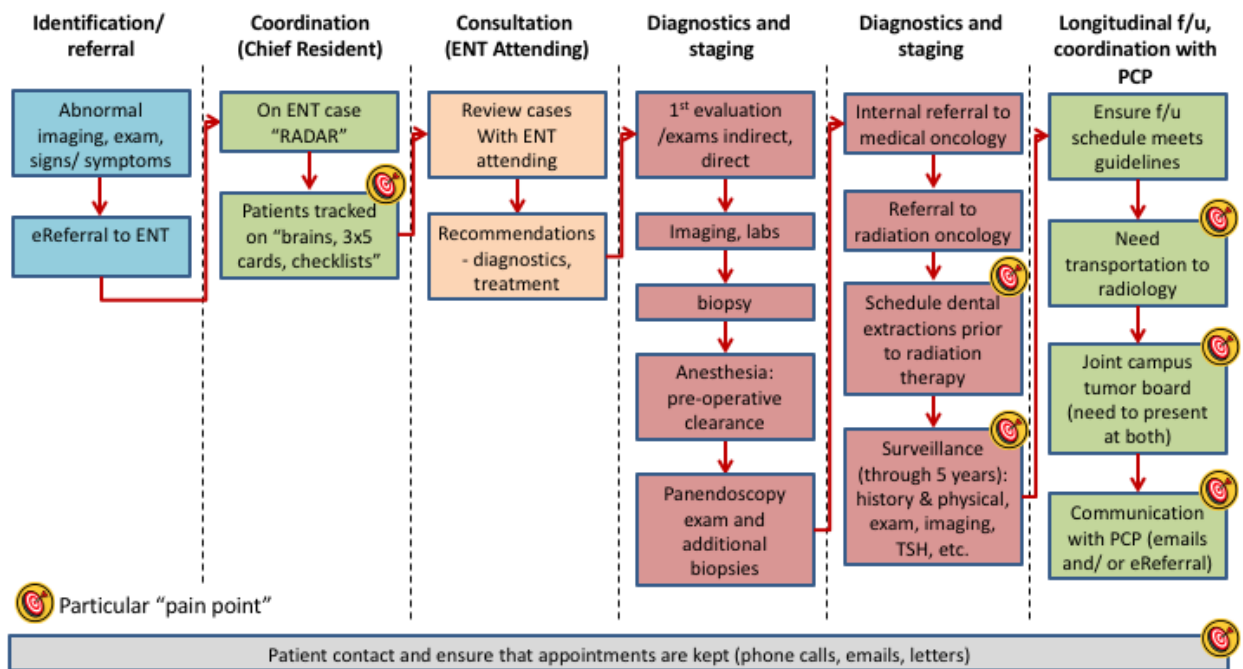 Identification/
referral
Abnormal
imaging, exam,
signs/ symptoms
eReferral to ENT
Coordination
(Chief Resident)
On ENT case
“RADAR”
Patients tracked
on “brains, 3x5
cards, checklists”
Consultation
(ENT Attending)
Review cases
With ENT
attending
Recommendations
- diagnostics,
treatment
Diagnostics and
staging
1st evaluation
/exams indirect,
direct
Imaging, labs
biopsy
Anesthesia:
pre-operative
clearance
Panendoscopy
exam and
additional
biopsies
Diagnostics and
staging
Internal referral to
medical oncology
Referral to
radiation oncology
Schedule dental
extractions prior
to radiation
therapy
Surveillance
(through 5 years):
history & physical,
exam, imaging,
TSH, etc.
Longitudinal f/u,
coordination with
PCP
Ensure f/u
schedule meets
guidelines
Need
transportation to
radiology
Joint campus
tumor board
(need to present
at both)
Communication
with PCP (emails
and/ or eReferral)
Particular “pain point”
Patient contact and ensure that appointments are kept (phone calls, emails, letters)